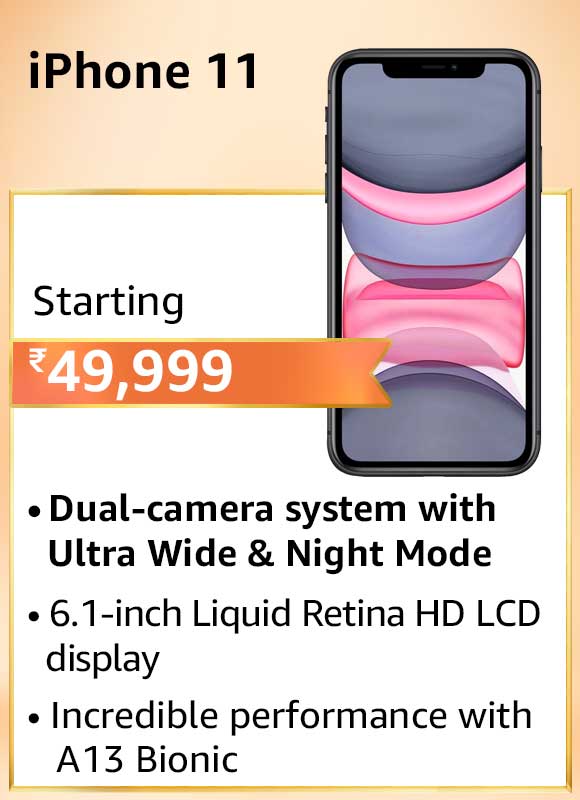 iPhone 11
Starting
₹49,999
• Dual-camera system with
Ultra Wide & Night Mode
• 6.1-inch Liquid Retina HD LCD
display
• Incredible performance with
A13 Bionic